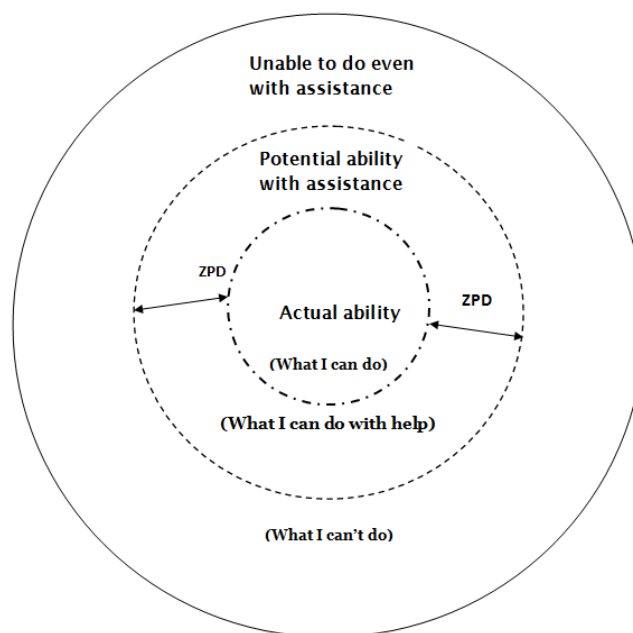 Unable to do even
with assistance
Potential ability
with assistance
ZPD
ZPD
Actual ability
(What I can do)
(What I can do with help)
(What I can't do)